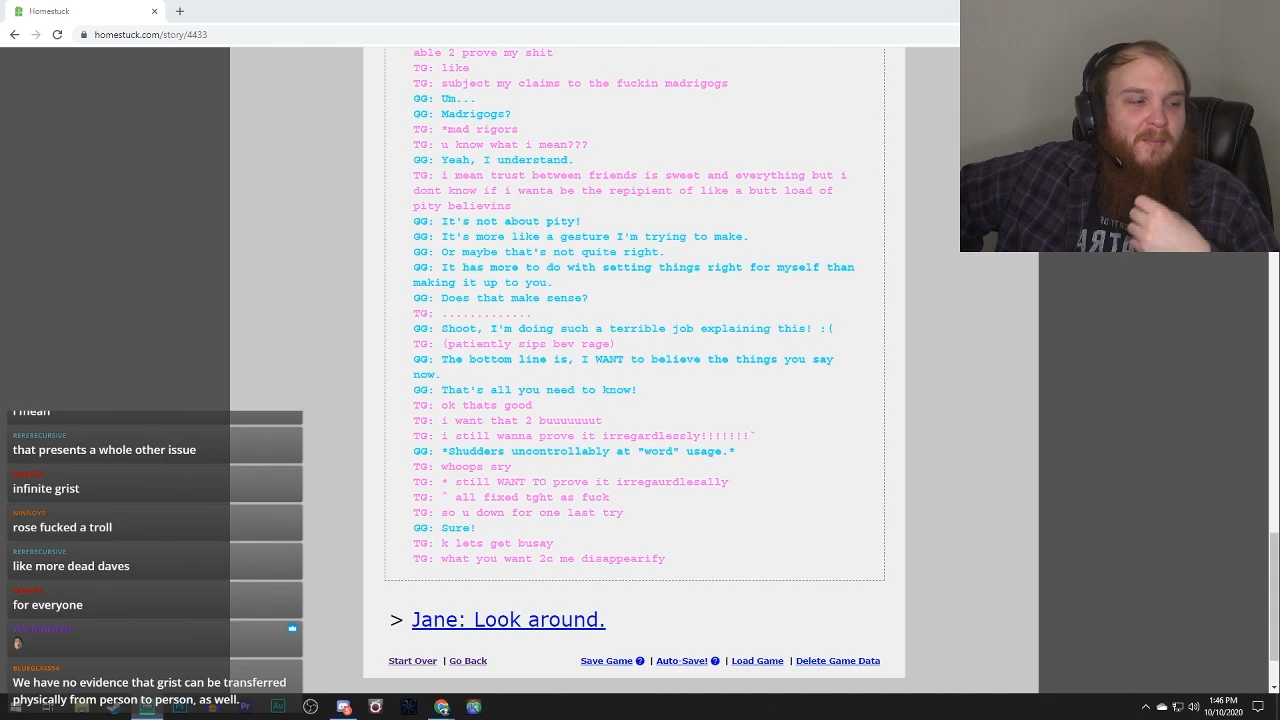 Homestuck
homestuck.com/story/4433
able 2 prove my shit
TG: like
TG: subject my claims to the fuckin madrigogs
GG: Um...
GG: Madrigogs?
TG: *mad rigors
TG: u know what i mean???
GG: Yeah, I understand.
TG: i mean trust between friends is sweet and everything but i
dont know if i wanta be the repipient of like a butt load of
pity believins
GG: It's not about pity!
GG: It's more like a gesture I'm trying to make.
GG: Or maybe that's not quite right.
GG: It has more to do with setting things right for myself than
making it up to you.
GG: Does that make sense?
TG: .............
GG: Shoot, I'm doing such a terrible job explaining this! :(
TG: (patiently sips bev rage)
GG: The bottom line is, I WANT to believe the things you say
now.
GG: That's all you need to know!
TG: ok thats good
TG: i want that 2 buuuuuuut
TG: i still wanna prove it irregardlessly!!!!!!!`
GG: *Shudders uncontrollably at "word" usage.*
TG: whoops sry
TG: * still WANT TO prove it irregaurdlesally
TG: ^ all fixed tght as fuck
TG: so u down for one last try
GG: Sure!
TG: k lets get busay
TG: what you want 2c me disappearify
> Jane: Look around.
Start Over | Go Back Save Game ? | Auto-Save! ? | Load Game | Delete Game Data
I mean
RERERECURSIVE
that presents a whole other issue
infinite grist
NINNOYS
rose fucked a troll
RERERECURSIVE
like more dead daves
for everyone
BLUEGLASS54
We have no evidence that grist can be transferred
physically from person to person, as well.
1:46 PM
10/10/2020